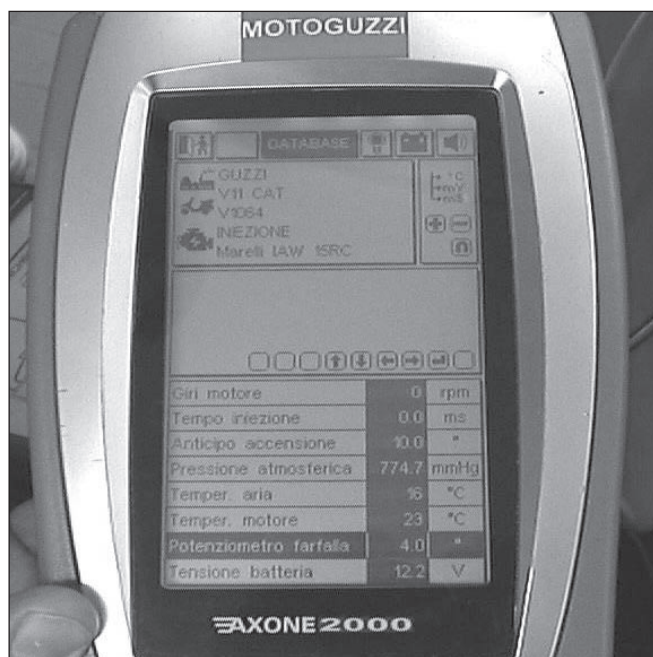 MOTOGUZZI
DATABASE
GUZZI
V11 CAT
V1064
INIEZIONE
Marelli IAW 15RC
°C
mV
mS
Giri motore 0 rpm
Tempo iniezione 0.0 ms
Anticipo accensione 10.0 °
Pressione atmosferica 774.7 mmHg
Temper. aria 16 °C
Temper. motore 23 °C
Potenziometro farfalla 4.0 °
Tensione batteria 12.2 V
AXONE 2000